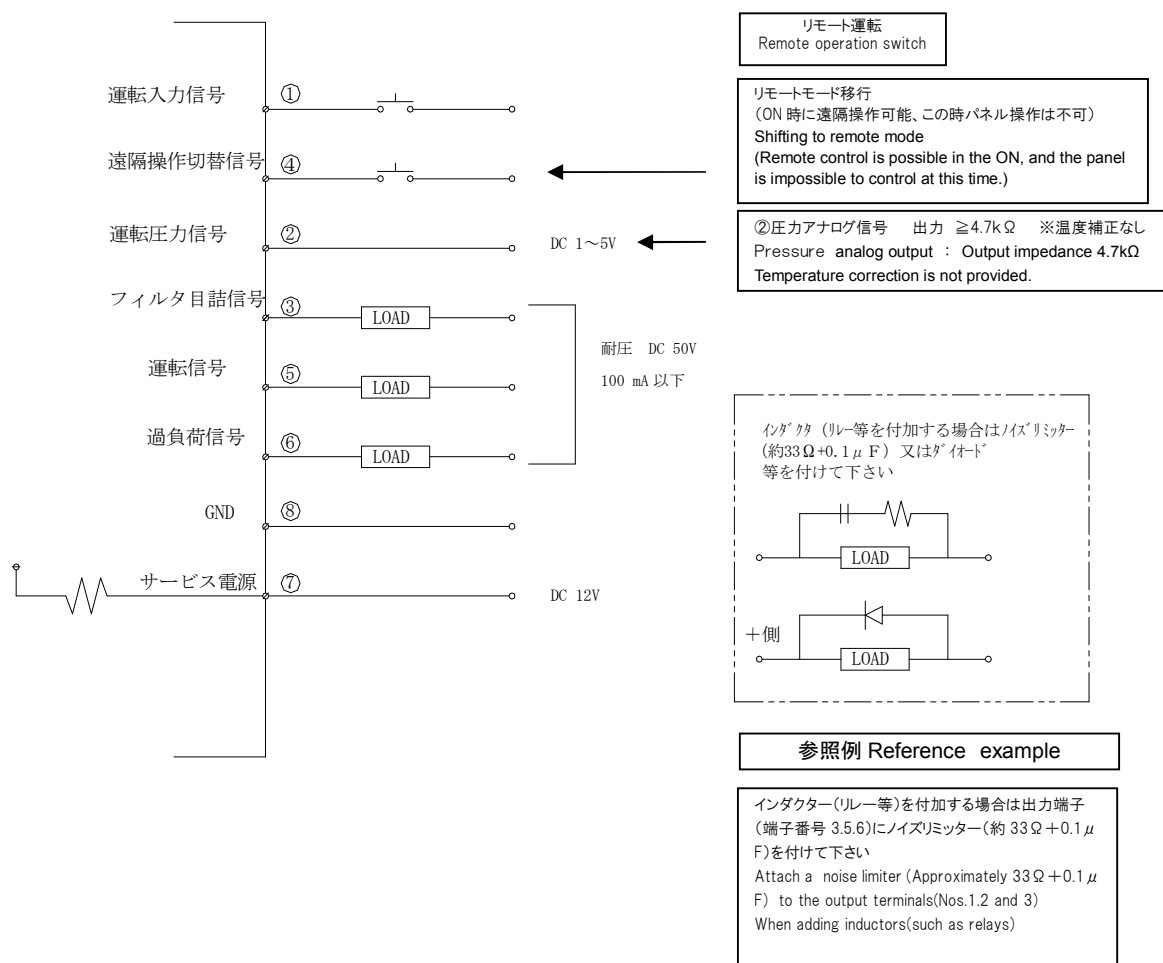 リモート運転
Remote operation switch
運転入力信号 ①
リモートモード移行
（ON 時に遠隔操作可能、この時パネル操作は不可）
Shifting to remote mode
(Remote control is possible in the ON, and the panel
is impossible to control at this time.)
遠隔操作切替信号 ④
運転圧力信号 ②
DC 1～5V
②圧力アナログ信号 出力 ≧4.7kΩ ※温度補正なし
Pressure analog output : Output impedance 4.7kΩ
Temperature correction is not provided.
フィルタ目詰信号 ③
LOAD
運転信号 ⑤
LOAD
過負荷信号 ⑥
LOAD
耐圧 DC 50V
100 mA 以下
GND ⑧
サービス電源 ⑦
DC 12V
ｲﾝﾀﾞｸﾀ（ﾘﾚｰ等を付加する場合はﾉｲｽﾞﾘﾐｯﾀｰ
(約33Ω+0.1μF) 又はﾀﾞｲｵｰﾄﾞ
等を付けて下さい
LOAD
＋側
LOAD
参照例 Reference example
インダクター(リレー等)を付加する場合は出力端子
（端子番号 3.5.6)にノイズリミッター（約 33Ω＋0.1μ
F)を付けて下さい
Attach a noise limiter (Approximately 33Ω＋0.1μ
F) to the output terminals(Nos.1.2 and 3)
When adding inductors(such as relays)